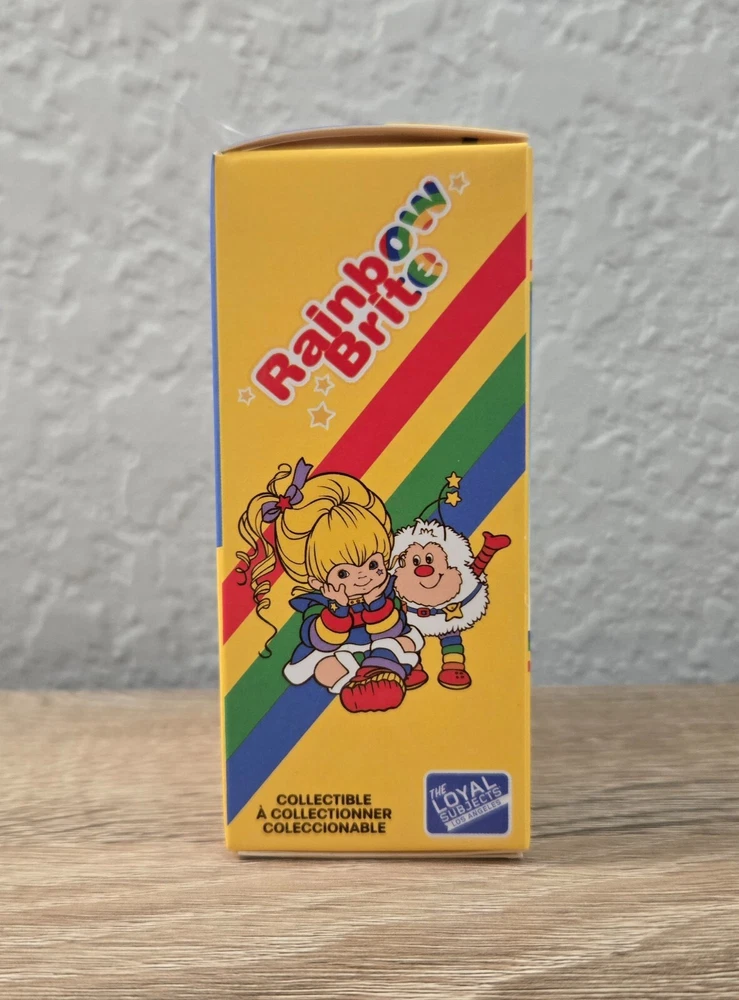 Rainbow
Brite
COLLECTIBLE
À COLLECTIONNER
COLECCIONABLE
THE
LOYAL
SUBJECTS
LOS ANGELES